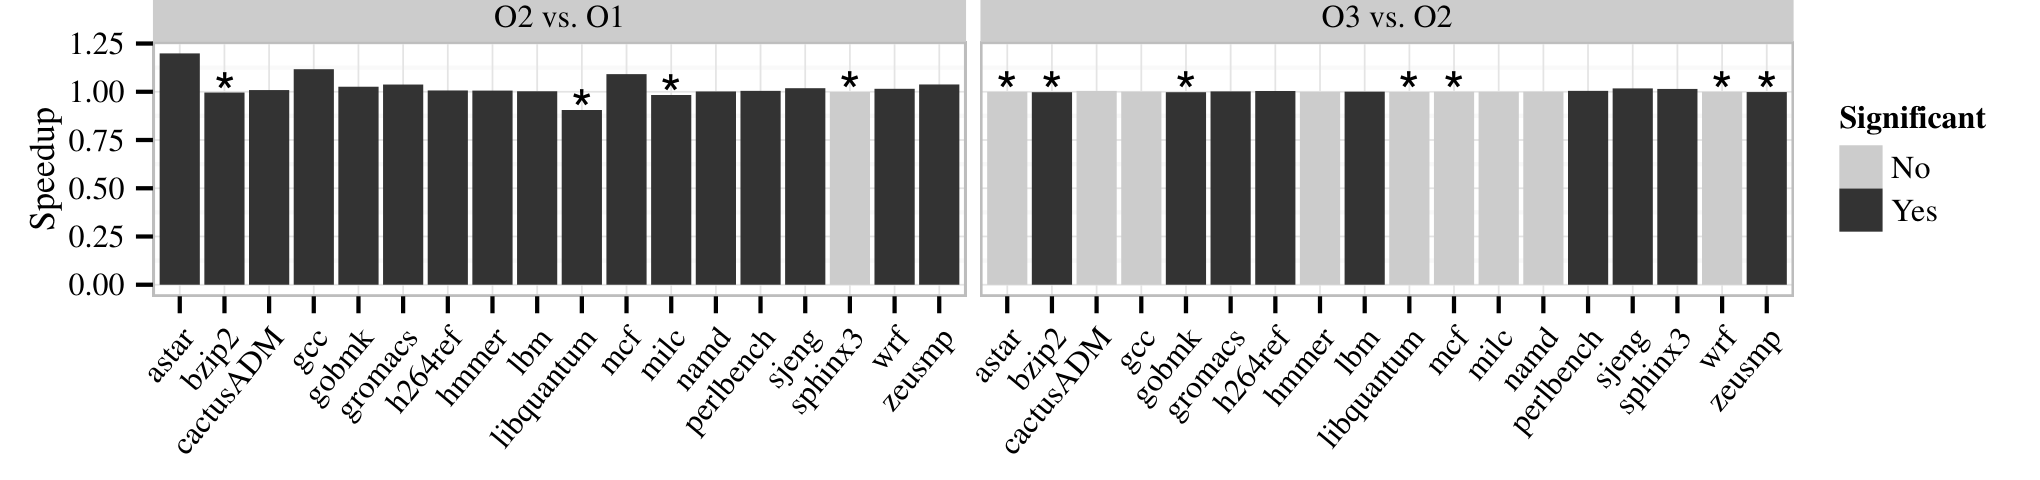 O2 vs. O1
O3 vs. O2
Speedup
1.25
1.00
0.75
0.50
0.25
0.00
* * * *
* * * * * * *
astar bzip2 cactusADM gcc gobmk gromacs h264ref hmmer lbm libquantum mcf milc namd perlbench sjeng sphinx3 wrf zeusmp
astar bzip2 cactusADM gcc gobmk gromacs h264ref hmmer lbm libquantum mcf milc namd perlbench sjeng sphinx3 wrf zeusmp
Significant
No
Yes